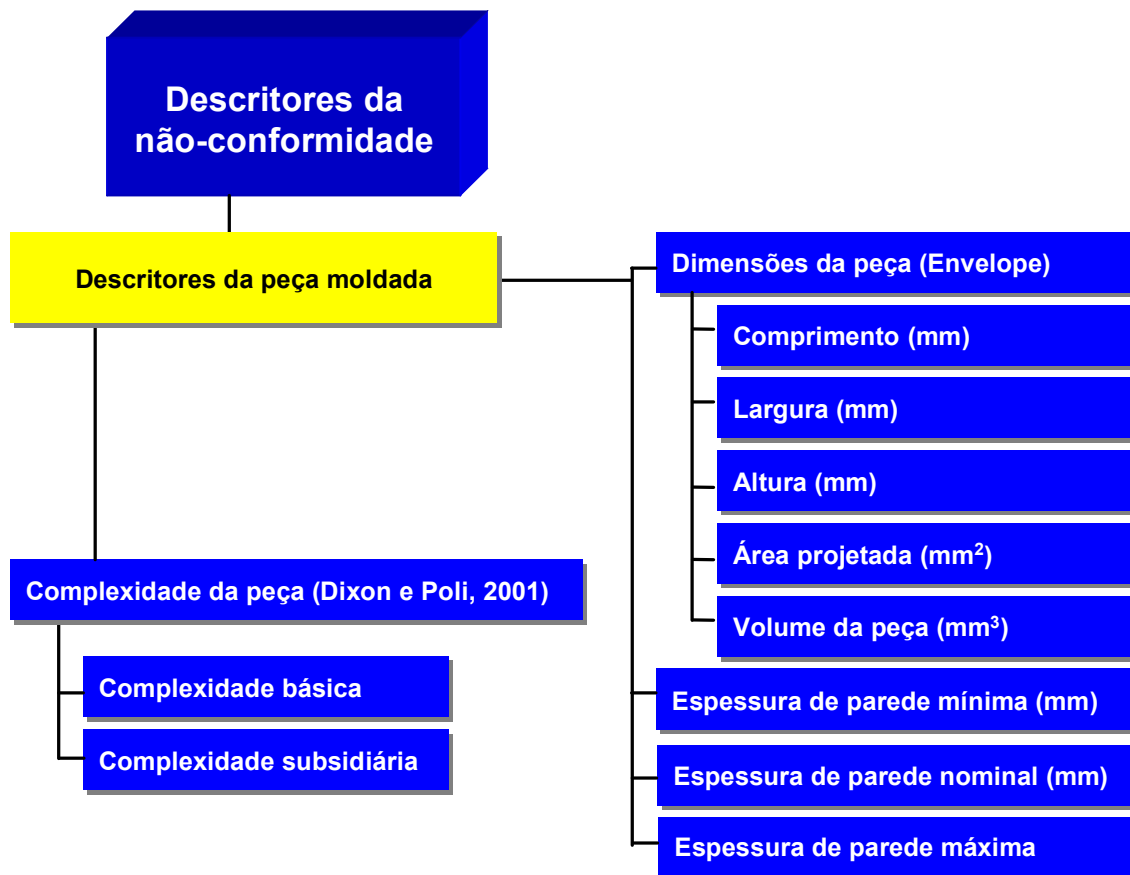 Descritores da
não-conformidade
Descritores da peça moldada
Complexidade da peça (Dixon e Poli, 2001)
Complexidade básica
Complexidade subsidiária
Dimensões da peça (Envelope)
Comprimento (mm)
Largura (mm)
Altura (mm)
Área projetada (mm²)
Volume da peça (mm³)
Espessura de parede mínima (mm)
Espessura de parede nominal (mm)
Espessura de parede máxima